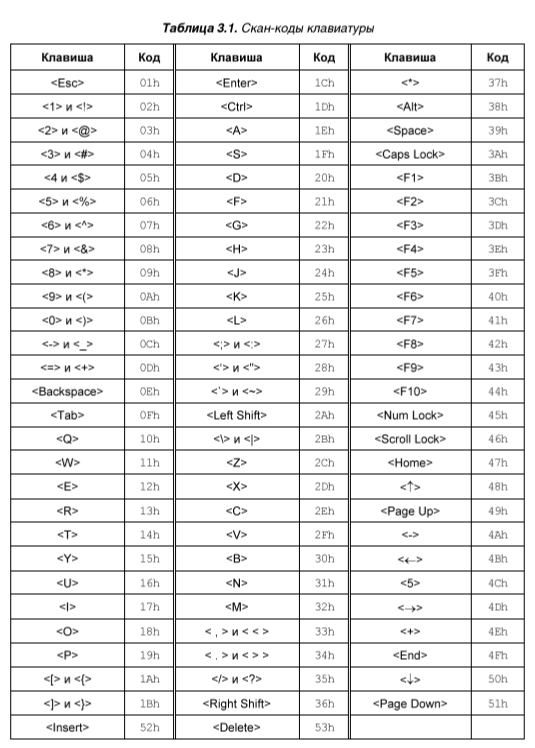 Таблица 3.1. Скан-коды клавиатуры
Клавиша Код Клавиша Код Клавиша Код
<Esc> 01h <Enter> 1Ch <*> 37h
<1> и <!> 02h <Ctrl> 1Dh <Alt> 38h
<2> и <@> 03h <A> 1Eh <Space> 39h
<3> и <#> 04h <S> 1Fh <Caps Lock> 3Ah
<4 и <$> 05h <D> 20h <F1> 3Bh
<5> и <%> 06h <F> 21h <F2> 3Ch
<6> и <^> 07h <G> 22h <F3> 3Dh
<7> и <&> 08h <H> 23h <F4> 3Eh
<8> и <*> 09h <J> 24h <F5> 3Fh
<9> и <(> 0Ah <K> 25h <F6> 40h
<0> и <)> 0Bh <L> 26h <F7> 41h
<-> и <_> 0Ch <;> и <:> 27h <F8> 42h
<=> и <+> 0Dh <'> и <"> 28h <F9> 43h
<Backspace> 0Eh <`> и <~> 29h <F10> 44h
<Tab> 0Fh <Left Shift> 2Ah <Num Lock> 45h
<Q> 10h <\> и <|> 2Bh <Scroll Lock> 46h
<W> 11h <Z> 2Ch <Home> 47h
<E> 12h <X> 2Dh <↑> 48h
<R> 13h <C> 2Eh <Page Up> 49h
<T> 14h <V> 2Fh <-> 4Ah
<Y> 15h <B> 30h <←> 4Bh
<U> 16h <N> 31h <5> 4Ch
<I> 17h <M> 32h <→> 4Dh
<O> 18h < , > и < < > 33h <+> 4Eh
<P> 19h < . > и < > > 34h <End> 4Fh
<[> и <{> 1Ah </> и <?> 35h <↓> 50h
<]> и <}> 1Bh <Right Shift> 36h <Page Down> 51h
<Insert> 52h <Delete> 53h